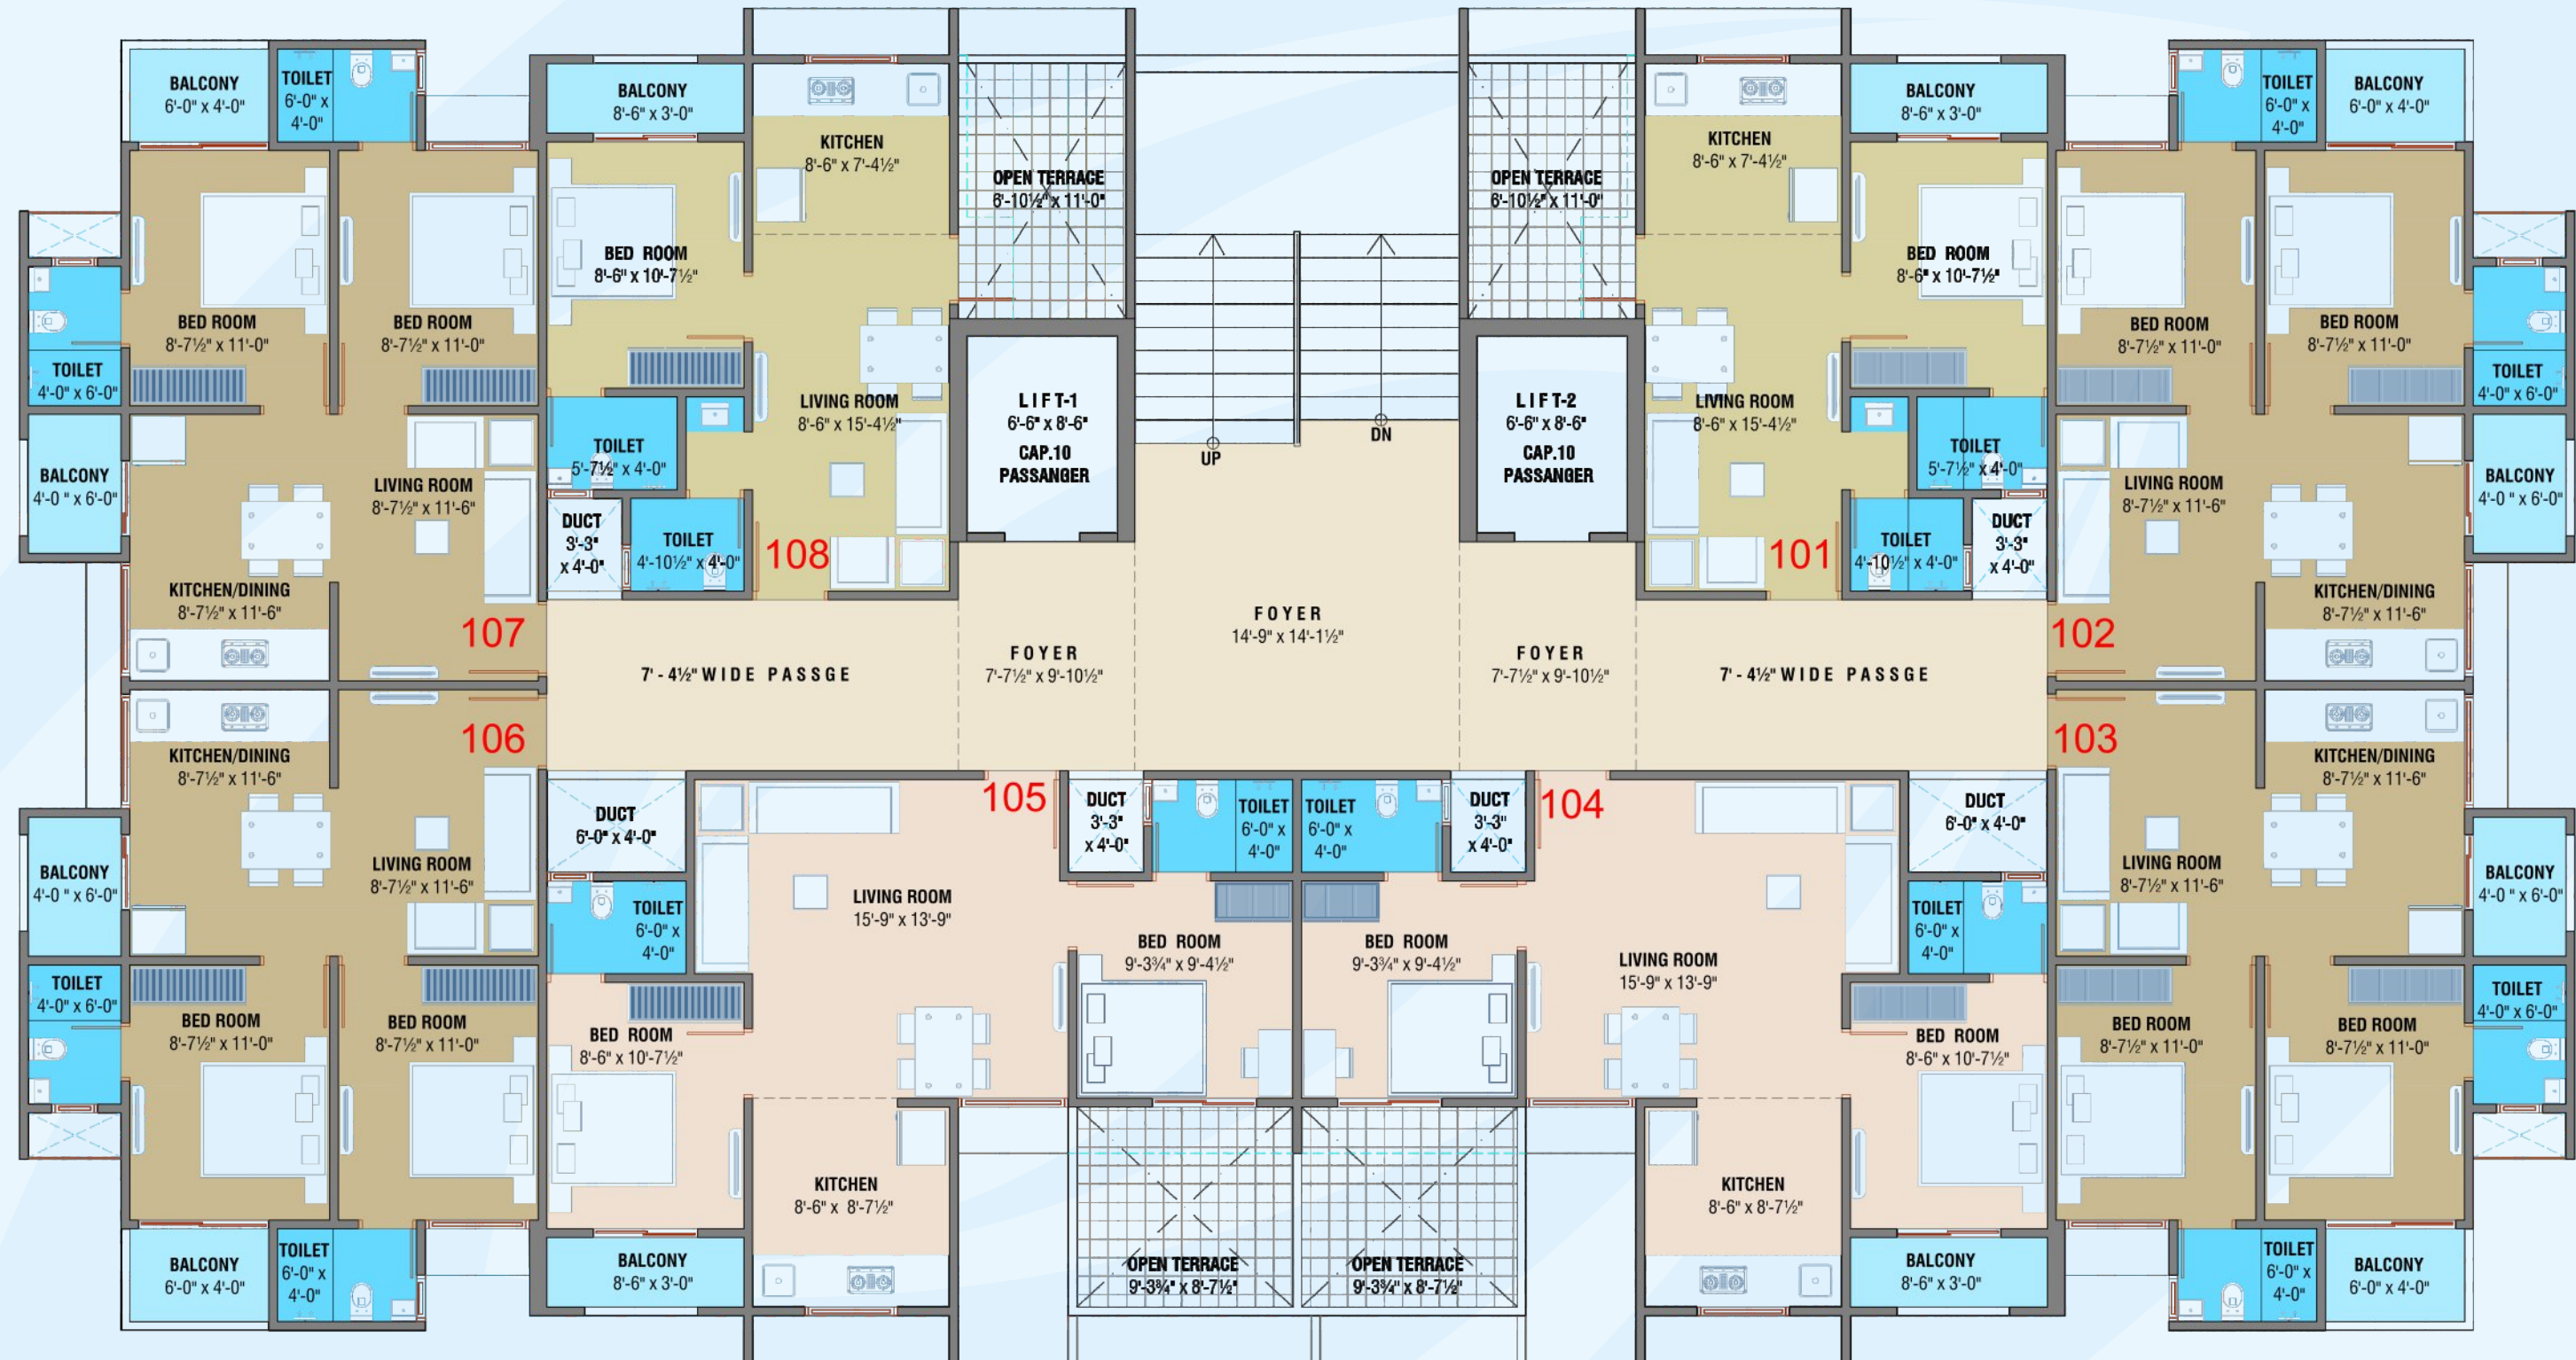 BALCONY
6'-0" x 4'-0"
TOILET
6'-0" x
4'-0"
BALCONY
8'-6" x 3'-0"
KITCHEN
8'-6" x 7'-4½"
OPEN TERRACE
6'-10½" x 11'-0"
BED ROOM
8'-6" x 10'-7½"
BED ROOM
8'-7½" x 11'-0"
BED ROOM
8'-7½" x 11'-0"
TOILET
4'-0" x 6'-0"
LIVING ROOM
8'-6" x 15'-4½"
LIFT-1
6'-6" x 8'-6"
CAP.10
PASSANGER
UP
DN
BALCONY
4'-0 " x 6'-0"
LIVING ROOM
8'-7½" x 11'-6"
TOILET
5'-7½" x 4'-0"
DUCT
3'-3"
x 4'-0"
TOILET
4'-10½" x 4'-0"
108
KITCHEN/DINING
8'-7½" x 11'-6"
107
OPEN TERRACE
6'-10½" x 11'-0"
KITCHEN
8'-6" x 7'-4½"
BALCONY
8'-6" x 3'-0"
TOILET
6'-0" x
4'-0"
BALCONY
6'-0" x 4'-0"
BED ROOM
8'-6" x 10'-7½"
BED ROOM
8'-7½" x 11'-0"
BED ROOM
8'-7½" x 11'-0"
TOILET
4'-0" x 6'-0"
LIFT-2
6'-6" x 8'-6"
CAP.10
PASSANGER
LIVING ROOM
8'-6" x 15'-4½"
TOILET
5'-7½" x 4'-0"
LIVING ROOM
8'-7½" x 11'-6"
BALCONY
4'-0 " x 6'-0"
101
TOILET
4'-10½" x 4'-0"
DUCT
3'-3"
x 4'-0"
KITCHEN/DINING
8'-7½" x 11'-6"
102
7'- 4½" WIDE PASSGE
FOYER
7'-7½" x 9'-10½"
FOYER
14'-9" x 14'-1½"
FOYER
7'-7½" x 9'-10½"
7'- 4½" WIDE PASSGE
106
KITCHEN/DINING
8'-7½" x 11'-6"
DUCT
6'-0" x 4'-0"
105
DUCT
3'-3"
x 4'-0"
TOILET
6'-0" x
4'-0"
BALCONY
4'-0 " x 6'-0"
LIVING ROOM
8'-7½" x 11'-6"
TOILET
6'-0" x
4'-0"
LIVING ROOM
15'-9" x 13'-9"
BED ROOM
9'-3¾" x 9'-4½"
TOILET
4'-0" x 6'-0"
BED ROOM
8'-7½" x 11'-0"
BED ROOM
8'-7½" x 11'-0"
BED ROOM
8'-6" x 10'-7½"
KITCHEN
8'-6" x 8'-7½"
BALCONY
6'-0" x 4'-0"
TOILET
6'-0" x
4'-0"
BALCONY
8'-6" x 3'-0"
OPEN TERRACE
9'-3¾" x 8'-7½"
TOILET
6'-0" x
4'-0"
DUCT
3'-3"
x 4'-0"
104
DUCT
6'-0" x 4'-0"
103
KITCHEN/DINING
8'-7½" x 11'-6"
BED ROOM
9'-3¾" x 9'-4½"
LIVING ROOM
15'-9" x 13'-9"
TOILET
6'-0" x
4'-0"
LIVING ROOM
8'-7½" x 11'-6"
BALCONY
4'-0 " x 6'-0"
TOILET
4'-0" x 6'-0"
BED ROOM
8'-6" x 10'-7½"
BED ROOM
8'-7½" x 11'-0"
BED ROOM
8'-7½" x 11'-0"
KITCHEN
8'-6" x 8'-7½"
OPEN TERRACE
9'-3¾" x 8'-7½"
BALCONY
8'-6" x 3'-0"
TOILET
6'-0" x
4'-0"
BALCONY
6'-0" x 4'-0"